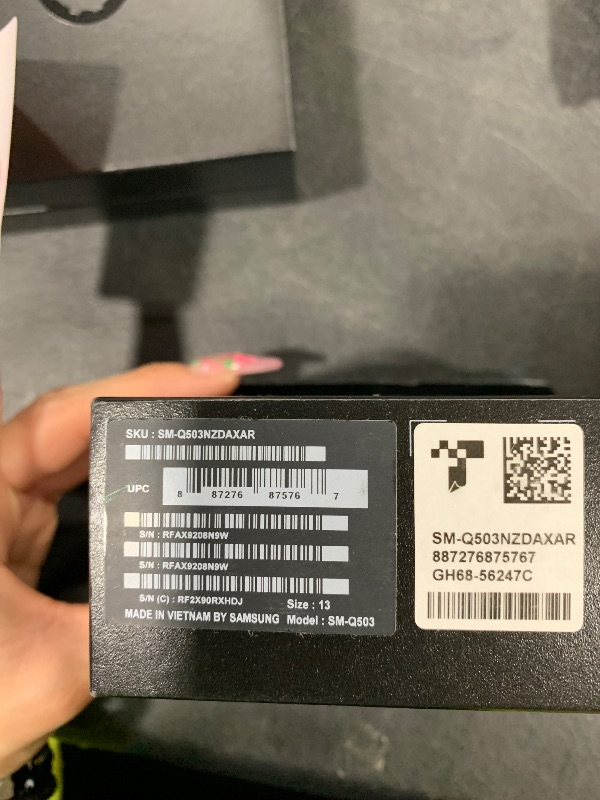 SKU : SM-Q503NZDAXAR
UPC
8 87276 87576 7
S/N : RFAX9208N9W
S/N : RFAX9208N9W
S/N (C) : RF2X90RXHDJ
Size : 13
MADE IN VIETNAM BY SAMSUNG Model : SM-Q503
SM-Q503NZDAXAR
887276875767
GH68-56247C